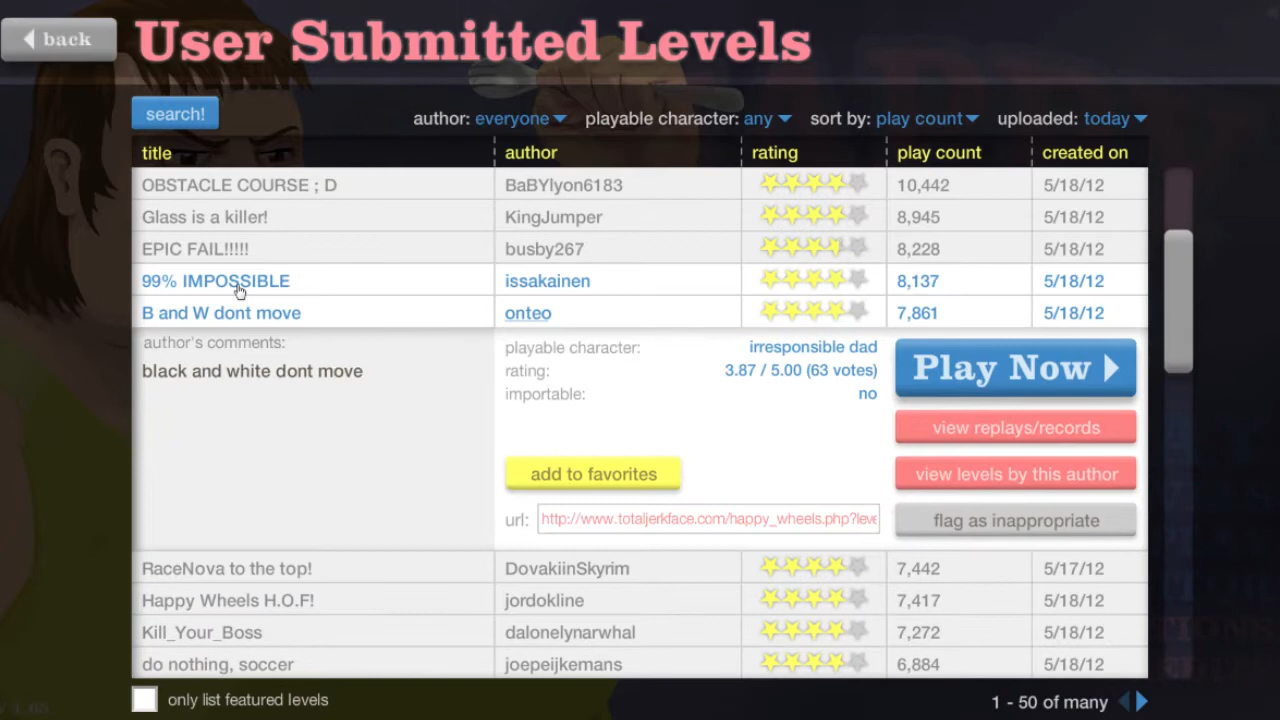 back
User Submitted Levels
search!
author: everyone playable character: any sort by: play count uploaded: today
title author rating play count created on
OBSTACLE COURSE ; D BaBYlyon6183 10,442 5/18/12
Glass is a killer! KingJumper 8,945 5/18/12
EPIC FAIL!!!!! busby267 8,228 5/18/12
99% IMPOSSIBLE issakainen 8,137 5/18/12
B and W dont move onteo 7,861 5/18/12
author's comments:
black and white dont move
playable character: irresponsible dad
rating: 3.87 / 5.00 (63 votes)
importable: no
Play Now
view replays/records
add to favorites
view levels by this author
url: http://www.totaljerkface.com/happy_wheels.php?leve
flag as inappropriate
RaceNova to the top! DovakiinSkyrim 7,442 5/17/12
Happy Wheels H.O.F! jordokline 7,417 5/18/12
Kill_Your_Boss dalonelynarwhal 7,272 5/18/12
do nothing, soccer joepeijkemans 6,884 5/18/12
only list featured levels
1 - 50 of many